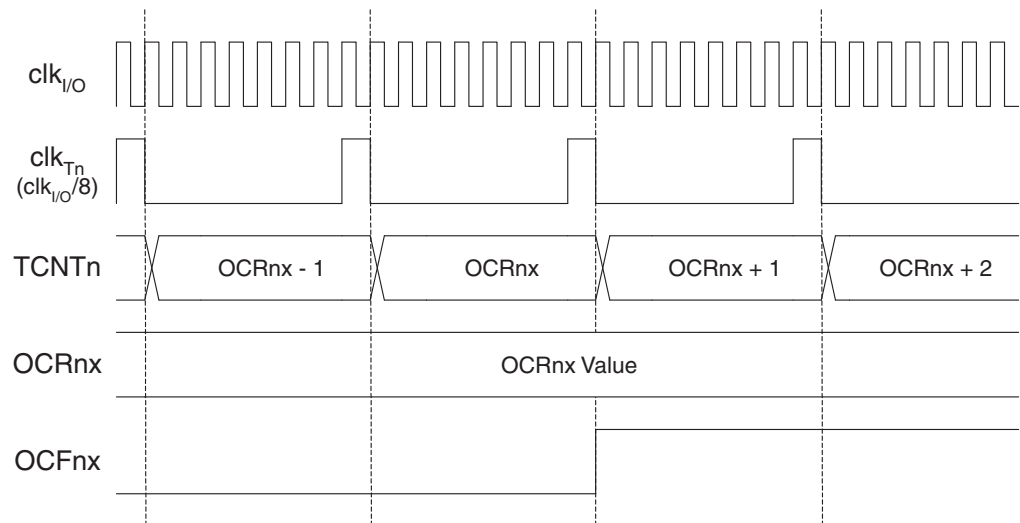 clkI/O
clkTn
(clkI/O/8)
TCNTn
OCRnx - 1
OCRnx
OCRnx + 1
OCRnx + 2
OCRnx
OCRnx Value
OCFnx